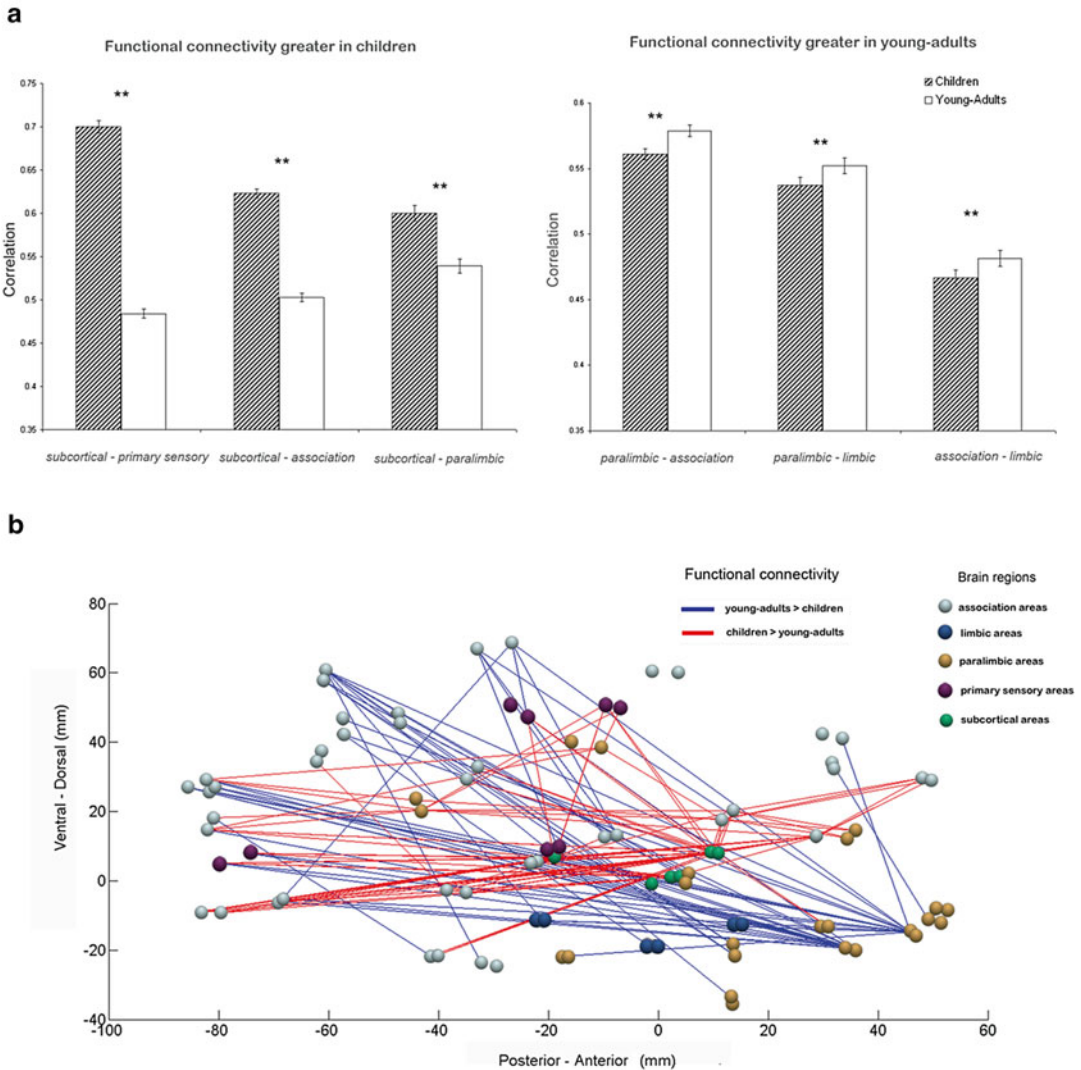 a
Functional connectivity greater in children
Functional connectivity greater in young-adults
Children
Young-Adults
**
**
**
**
**
**
0.75
0.7
0.65
0.6
0.55
0.5
0.45
0.4
0.35
Correlation
0.6
0.55
0.5
0.45
0.4
0.35
Correlation
subcortical - primary sensory
subcortical - association
subcortical - paralimbic
paralimbic - association
paralimbic - limbic
association - limbic
b
Functional connectivity
young-adults > children
children > young-adults
Brain regions
association areas
limbic areas
paralimbic areas
primary sensory areas
subcortical areas
80
60
40
20
0
-20
-40
Ventral - Dorsal (mm)
-100
-80
-60
-40
-20
0
20
40
60
Posterior - Anterior (mm)